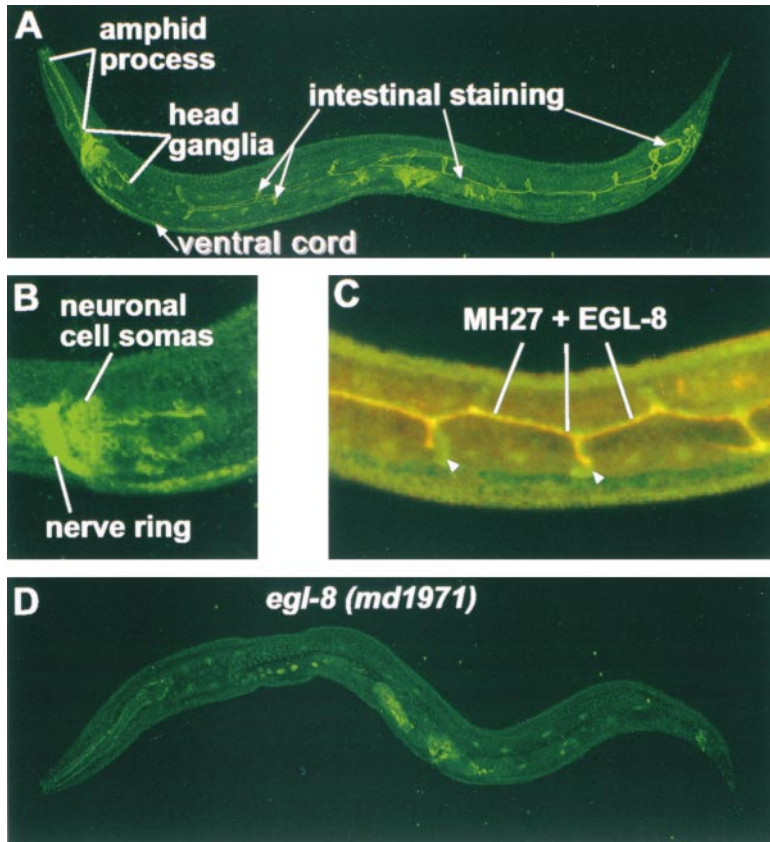 A
amphid
process
head
ganglia
intestinal staining
ventral cord
B
neuronal
cell somas
nerve ring
C
MH27 + EGL-8
D
egl-8 (md1971)